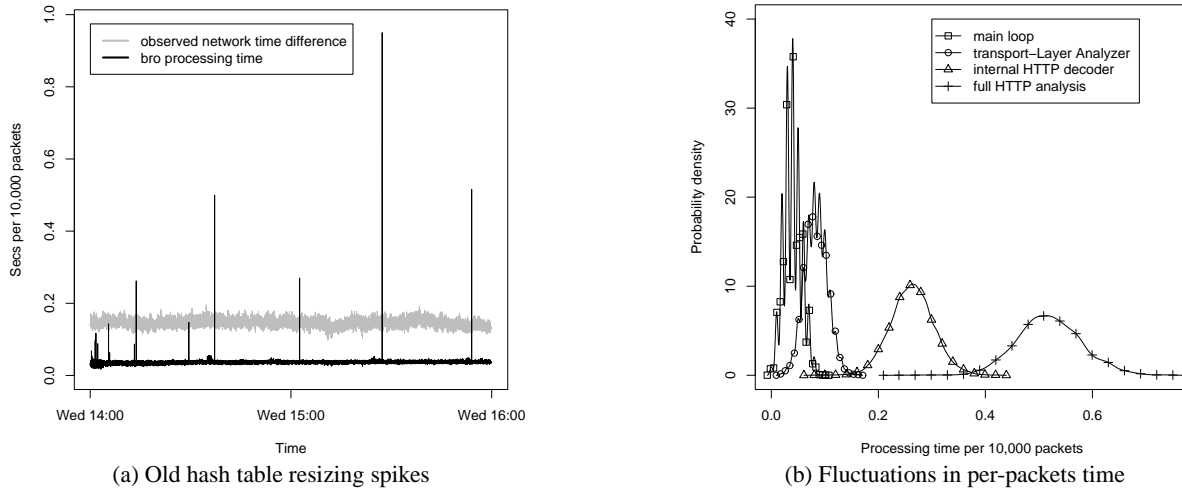 observed network time difference
bro processing time
Secs per 10,000 packets
1.0
0.8
0.6
0.4
0.2
0.0
Wed 14:00
Wed 15:00
Wed 16:00
Time
(a) Old hash table resizing spikes
main loop
transport−Layer Analyzer
internal HTTP decoder
full HTTP analysis
Probability density
40
30
20
10
0
0.0
0.2
0.4
0.6
Processing time per 10,000 packets
(b) Fluctuations in per-packets time